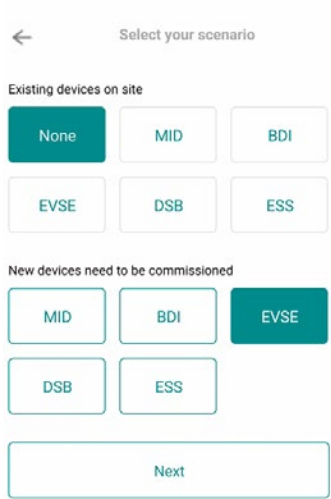 Select your scenario
Existing devices on site
None MID BDI
EVSE DSB ESS
New devices need to be commissioned
MID BDI EVSE
DSB ESS
Next